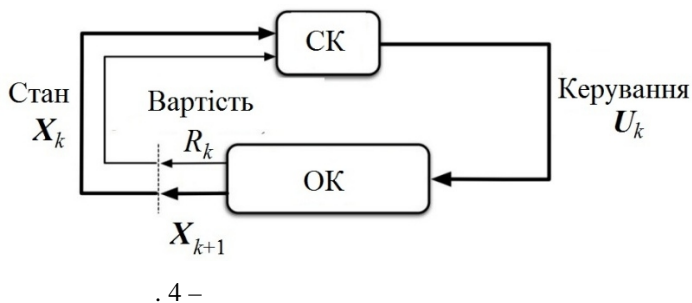 СК
Стан
X_k
Вартість
R_k
Керування
U_k
ОК
X_{k+1}
. 4 –